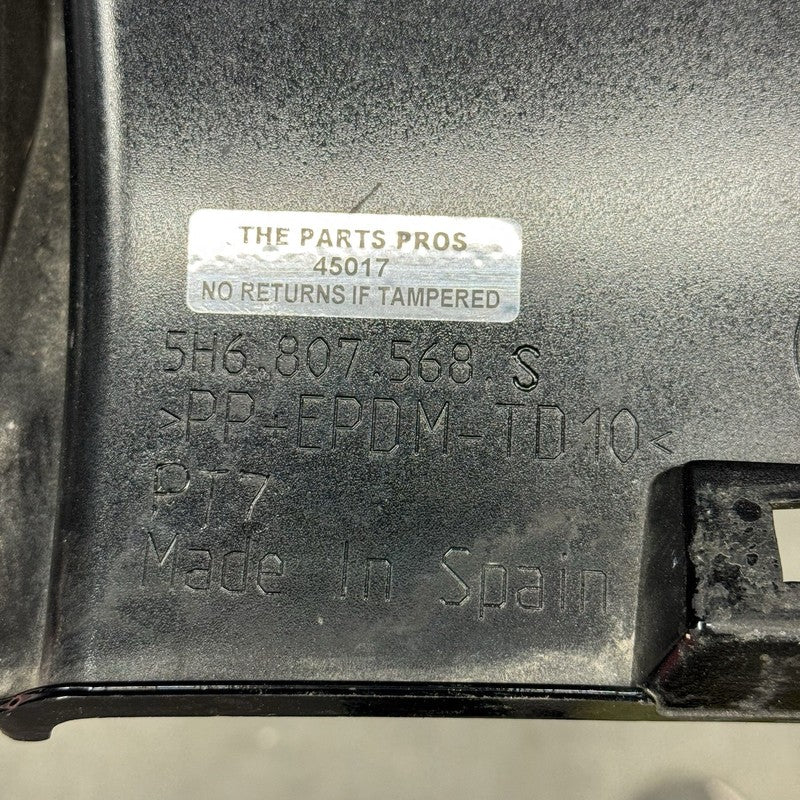 THE PARTS PROS
45017
NO RETURNS IF TAMPERED
5H6.807.568.S
>PP-EPDM-TD10<
PT7
Made In Spain